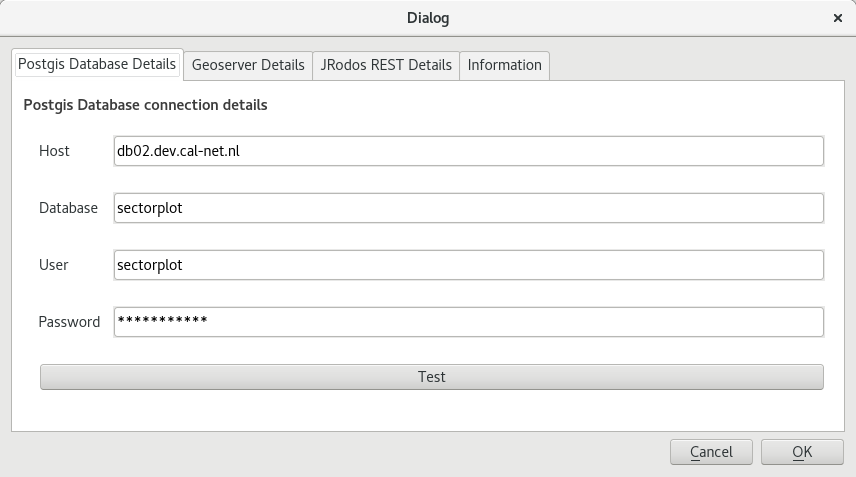 Dialog ×
Postgis Database Details Geoserver Details JRodos REST Details Information
Postgis Database connection details
Host db02.dev.cal-net.nl
Database sectorplot
User sectorplot
Password ***********
Test
Cancel OK